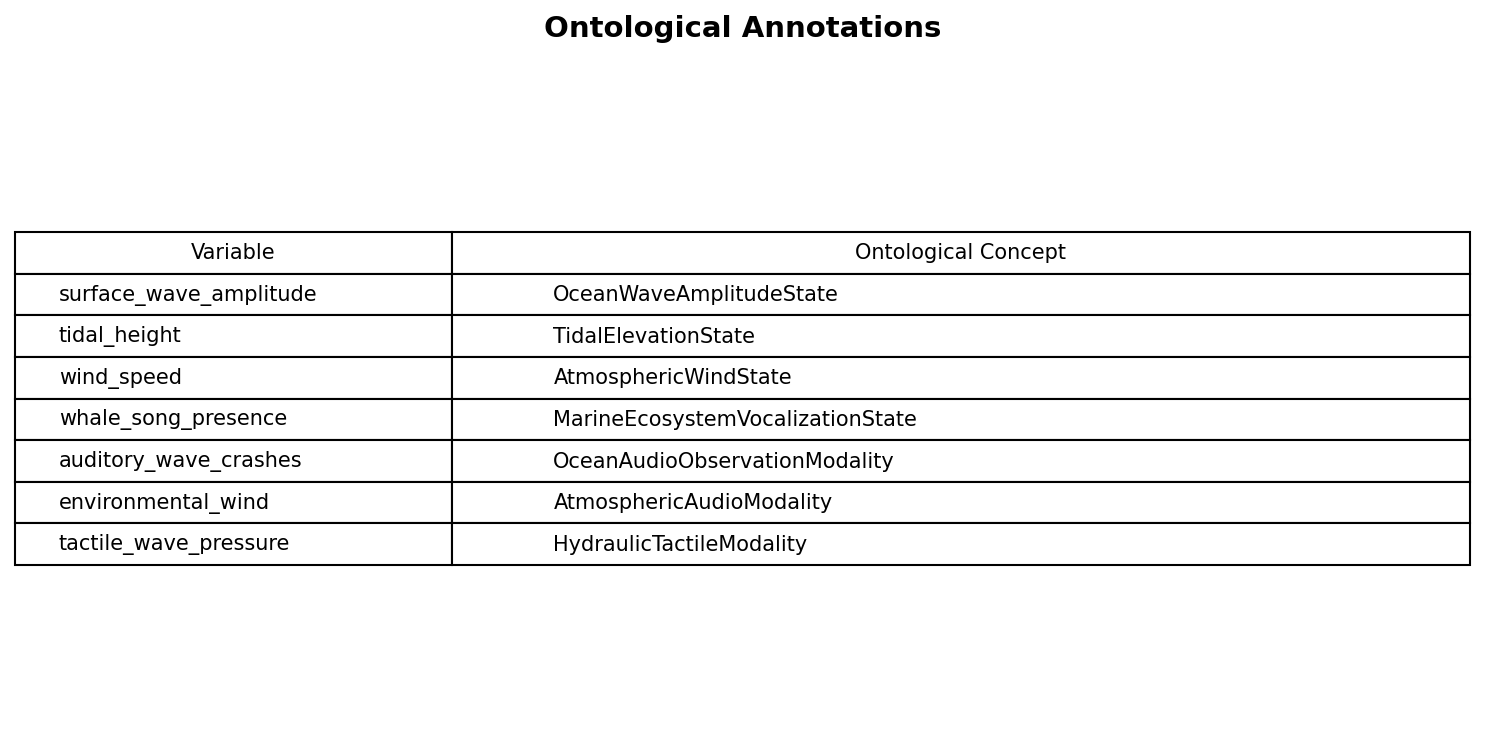 Ontological Annotations
Variable Ontological Concept
surface_wave_amplitude OceanWaveAmplitudeState
tidal_height TidalElevationState
wind_speed AtmosphericWindState
whale_song_presence MarineEcosystemVocalizationState
auditory_wave_crashes OceanAudioObservationModality
environmental_wind AtmosphericAudioModality
tactile_wave_pressure HydraulicTactileModality